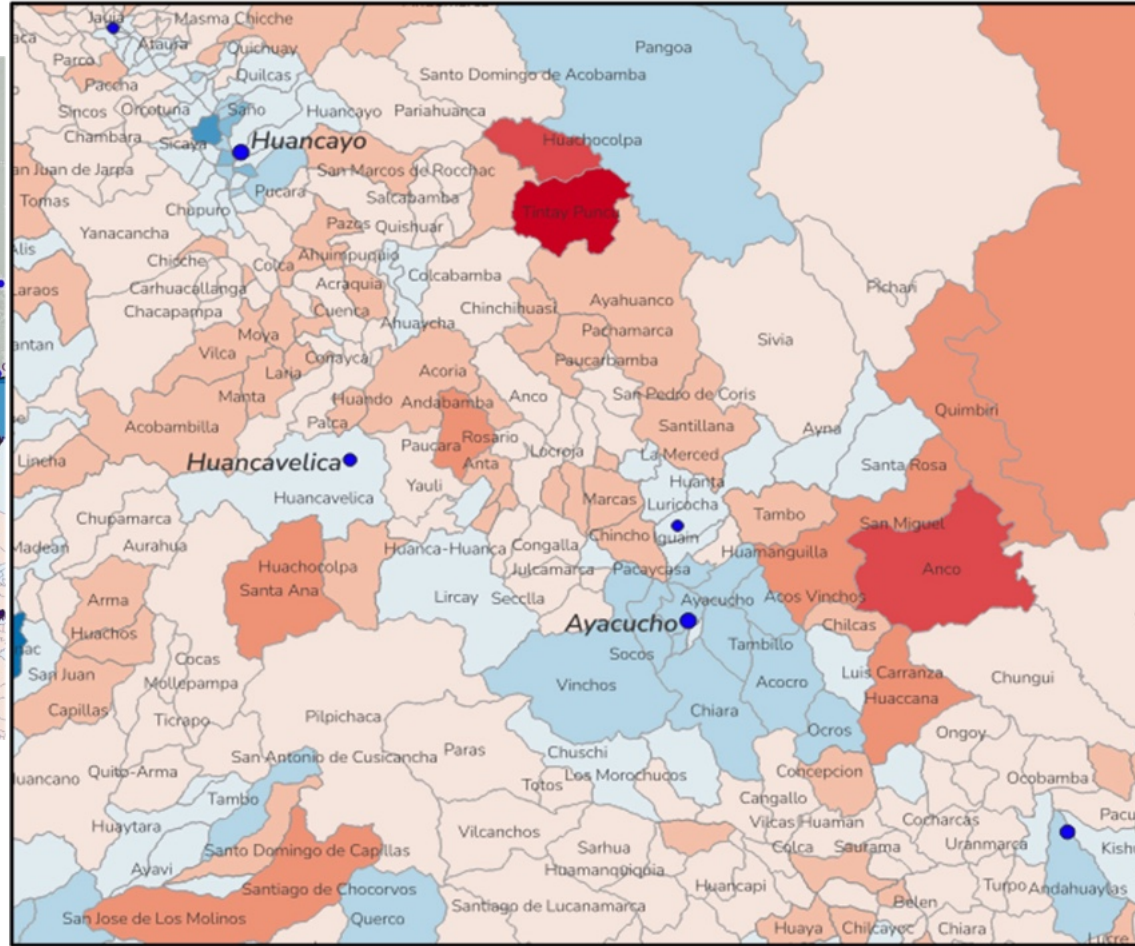 Jauja
Masma Chicche
Ataura
Quichuay
Pangoa
Parco
Paccha
Quilcas
Santo Domingo de Acobamba
Sincos
Orcotuna
Saño
Huancayo
Pariahuanca
Chambara
Sicaya
Huancayo
Huachocolpa
an Juan de Jarpa
San Marcos de Rocchac
Tomas
Pucara
Salcabamba
Chupuro
Tintay Puncu
Yanacancha
Pazos
Quishuar
Alis
Chicche
Colca
Ahuimpuquio
Colcabamba
Laraos
Carhuacallanga
Acraquia
Pichari
Chacapampa
Cuenca
Chinchihuasi
Ayahuanco
antan
Moya
Ahuaycha
Pachamarca
Sivia
Vilca
Conayca
Paucarbamba
Laria
Acoria
Manta
Huando
Andabamba
Anco
San Pedro de Coris
Quimbiri
Acobambilla
Palca
Santillana
Ayna
Paucara
Rosario
Locroja
La Merced
Lincha
Huancavelica
Anta
Santa Rosa
Huancavelica
Yauli
Marcas
Huanta
Luricocha
Tambo
Chupamarca
San Miguel
Madean
Aurahua
Huanca-Huanca
Congalla
Chincho
Iguain
Huamanguilla
Huachocolpa
Julcamarca
Pacaycasa
Anco
Santa Ana
Arma
Lircay
Secclla
Ayacucho
Acos Vinchos
Huachos
Ayacucho
Chilcas
Tambillo
Socos
Cocas
San Juan
Mollepampa
Vinchos
Acocro
Luis Carranza
Chungui
Capillas
Ticrapo
Pilpichaca
Chiara
Huaccana
Ocros
Ongoy
San Antonio de Cusicancha
Paras
Chuschi
uancano
Quito-Arma
Los Morochucos
Concepcion
Ocobamba
Totos
Tambo
Cangallo
Huaytara
Vilcanchos
Vilcas Huaman
Cocharcas
Pacu
Santo Domingo de Capillas
Sarhua
Colca
Saurama
Uranmarca
Kish
Ayavi
Huamanquiquia
Santiago de Chocorvos
Huancapi
Turpo
Andahuaylas
San Jose de Los Molinos
Querco
Santiago de Lucanamarca
Belen
Huaya
Chilcayoc
Chiara
Lucre